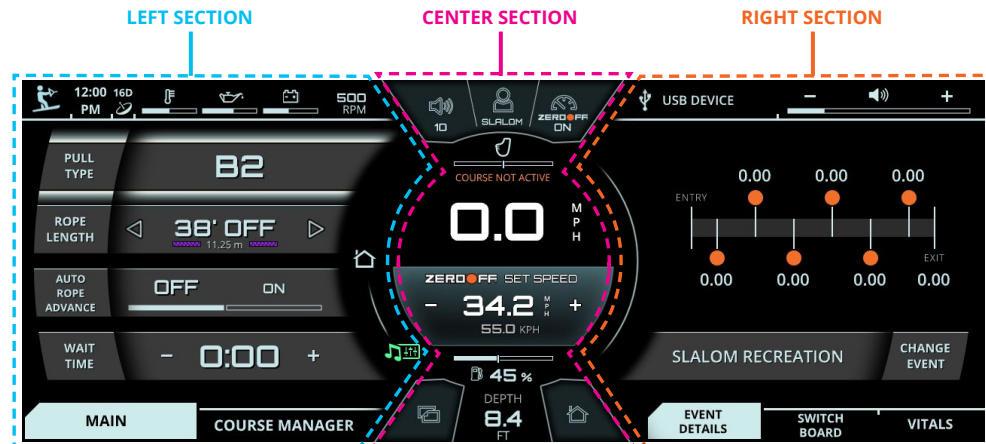 LEFT SECTION
CENTER SECTION
RIGHT SECTION
12:00 PM
16D
500 RPM
10
SLALOM
ZEROOFF ON
USB DEVICE
−
+
PULL TYPE
B2
ROPE LENGTH
38' OFF
11.25 m
AUTO ROPE ADVANCE
OFF ON
WAIT TIME
− 0:00 +
MAIN
COURSE MANAGER
COURSE NOT ACTIVE
0.0 MPH
ZEROOFF SET SPEED
− 34.2 MPH +
55.0 KPH
45 %
DEPTH
8.4
FT
0.00 0.00 0.00
ENTRY
EXIT
0.00 0.00 0.00 0.00
SLALOM RECREATION
CHANGE EVENT
EVENT DETAILS
SWITCH BOARD
VITALS